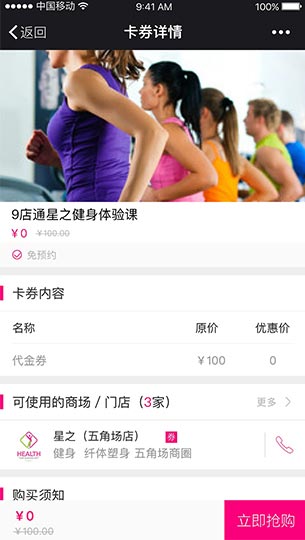 中国移动 9:41 AM 100%
返回 卡券详情
9店通星之健身体验课
￥0 ￥100.00
免预约
卡券内容
名称 原价 优惠价
代金券 ￥100 0
可使用的商场 / 门店（3家） 更多
HEALTH
星之（五角场店） 券
健身 纤体塑身 五角场商圈
购买须知
￥0
￥100.00
立即抢购